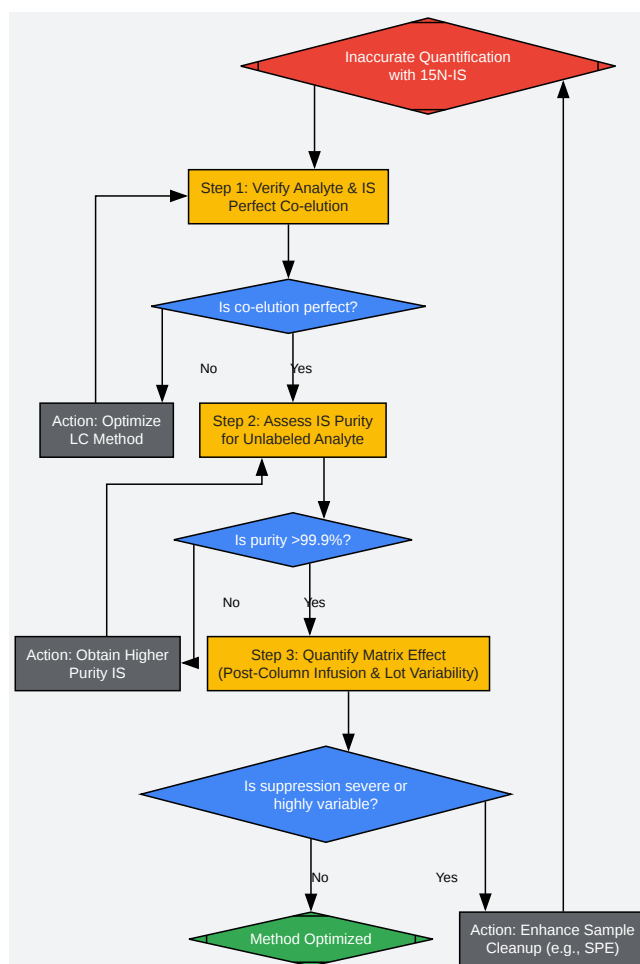 Inaccurate Quantification
with 15N-IS
Step 1: Verify Analyte & IS
Perfect Co-elution
Is co-elution perfect?
No
Yes
Action: Optimize
LC Method
Step 2: Assess IS Purity
for Unlabeled Analyte
Is purity >99.9%?
No
Yes
Action: Obtain Higher
Purity IS
Step 3: Quantify Matrix Effect
(Post-Column Infusion & Lot Variability)
Is suppression severe or
highly variable?
No
Yes
Method Optimized
Action: Enhance Sample
Cleanup (e.g., SPE)